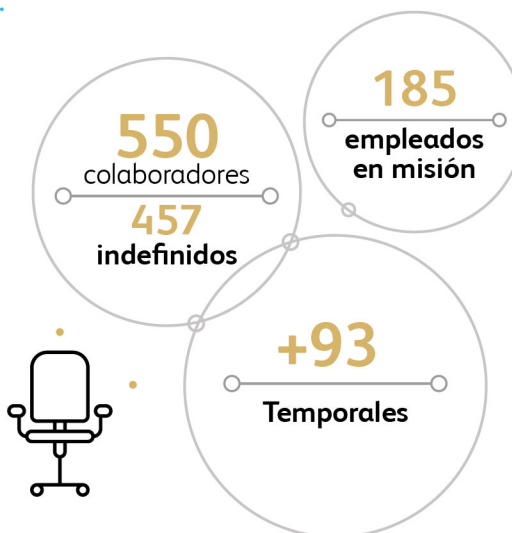 550
colaboradores
457
indefinidos
185
empleados
en misión
+93
Temporales